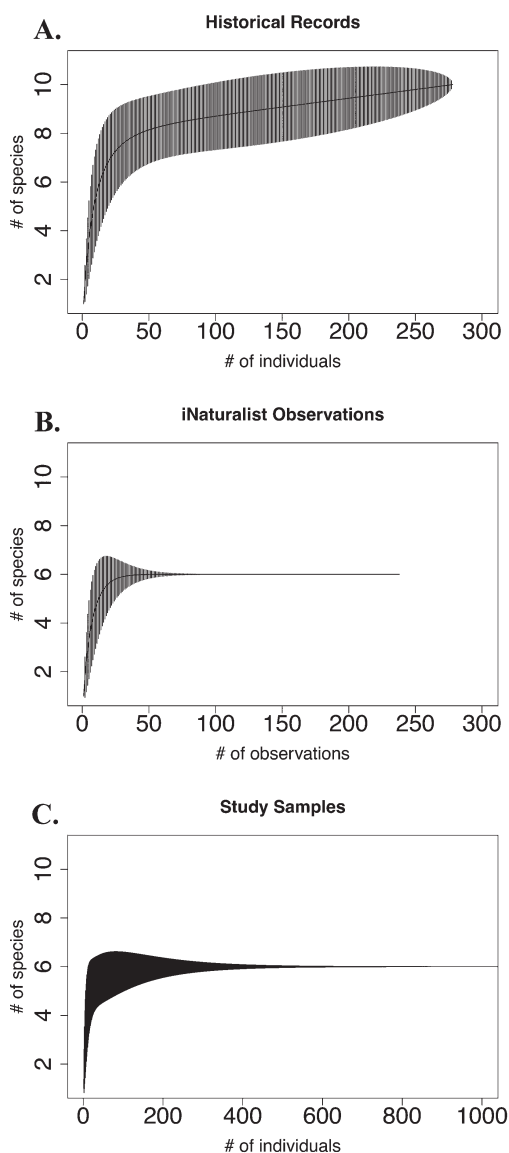 A.
Historical Records
# of species
2
4
6
8
10
0 50 100 150 200 250 300
# of individuals
B.
iNaturalist Observations
# of species
2
4
6
8
10
0 50 100 150 200 250 300
# of observations
C.
Study Samples
# of species
2
4
6
8
10
0 200 400 600 800 1000
# of individuals